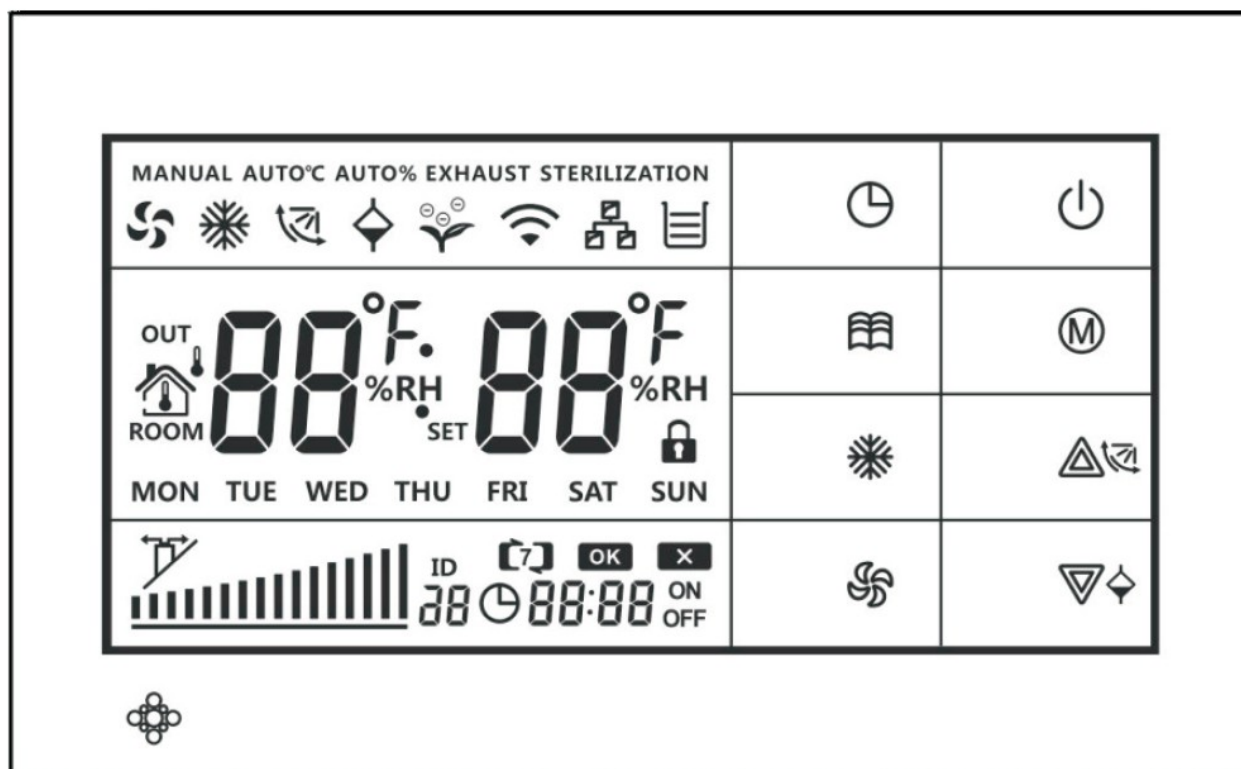 MANUAL AUTO°C AUTO% EXHAUST STERILIZATION
OUT
88°F. 88°F
%RH %RH
ROOM SET
M
MON TUE WED THU FRI SAT SUN
ID 7 OK X
88 88:88 ON
OFF